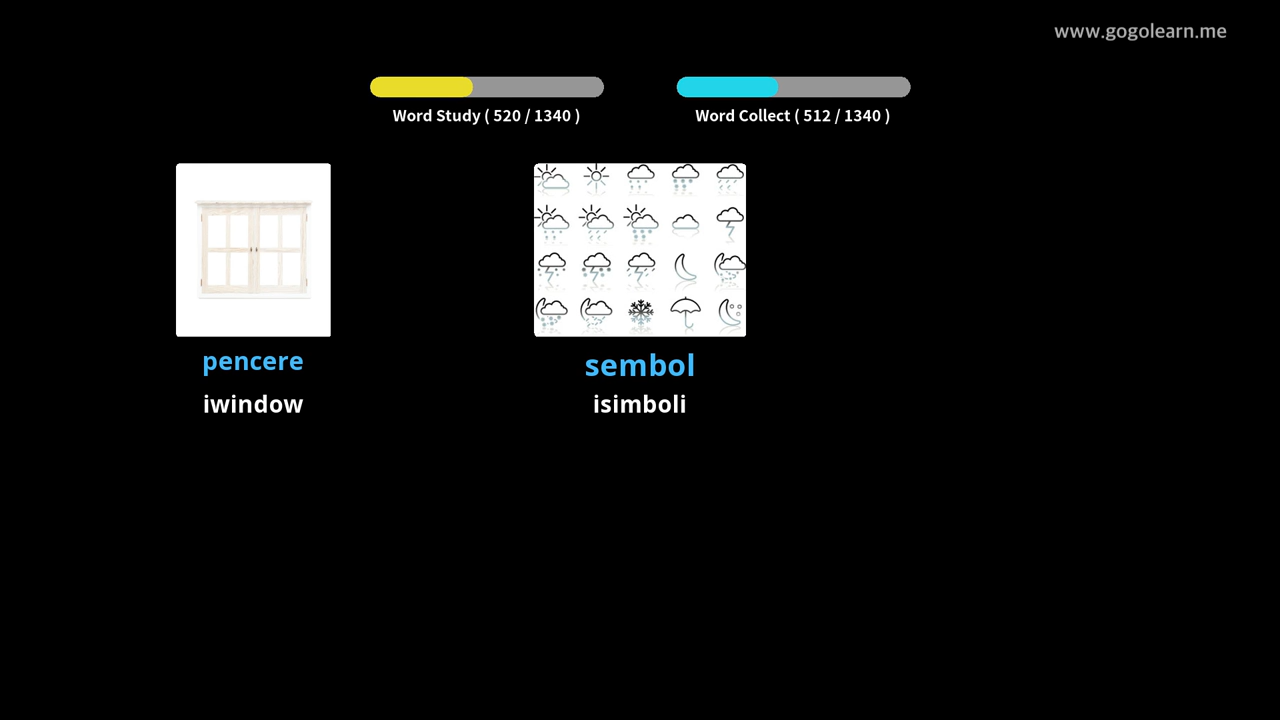 www.gogolearn.me
Word Study ( 520 / 1340 )
Word Collect ( 512 / 1340 )
pencere
iwindow
sembol
isimboli